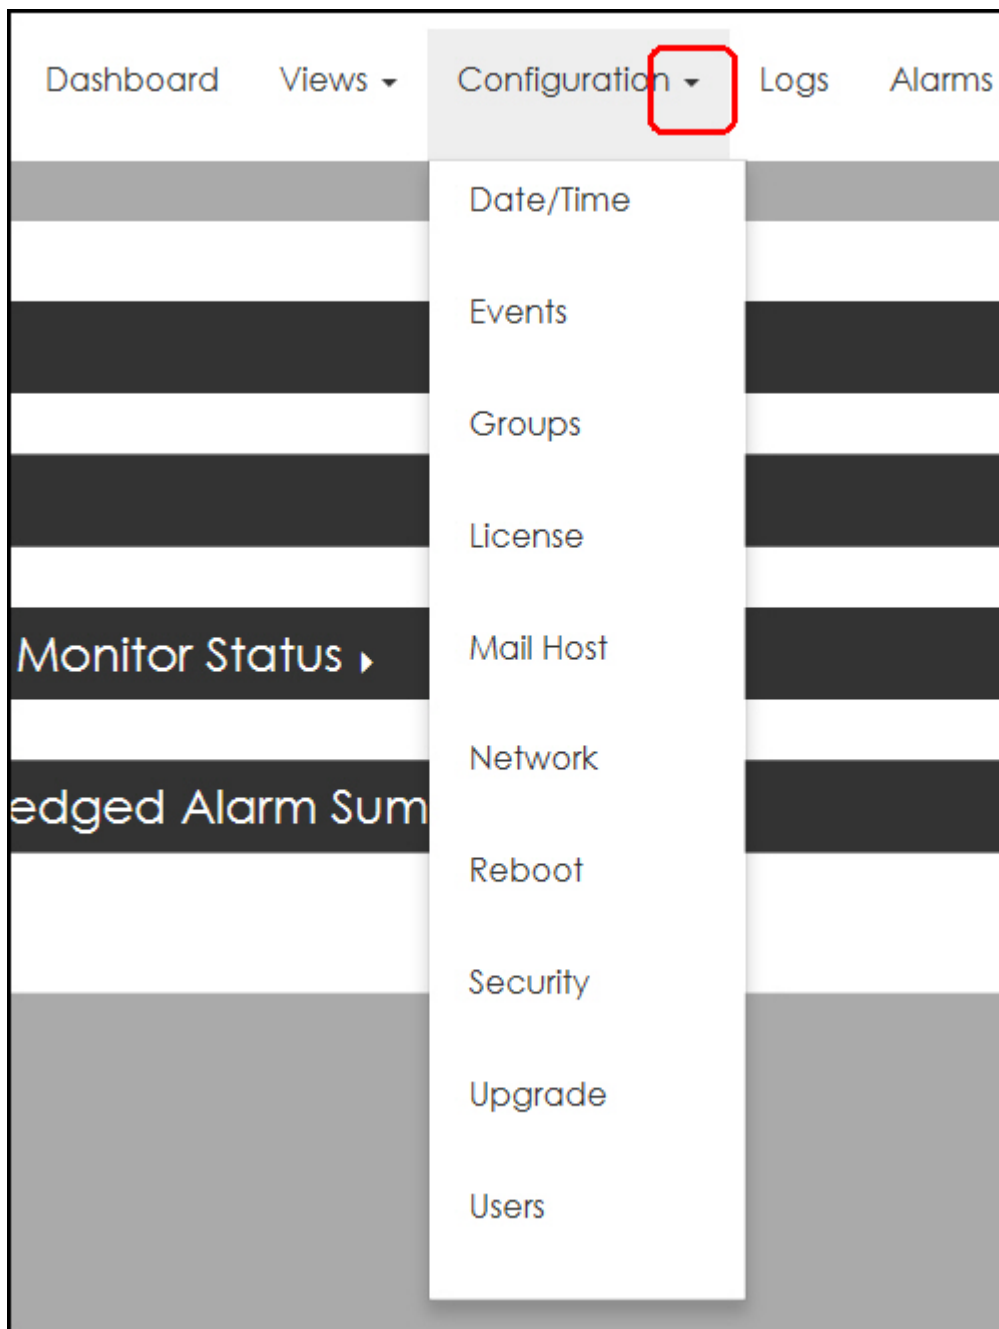 Dashboard Views Configuration Logs Alarms
Date/Time
Events
Groups
License
Monitor Status
Mail Host
Network
edged Alarm Sum
Reboot
Security
Upgrade
Users